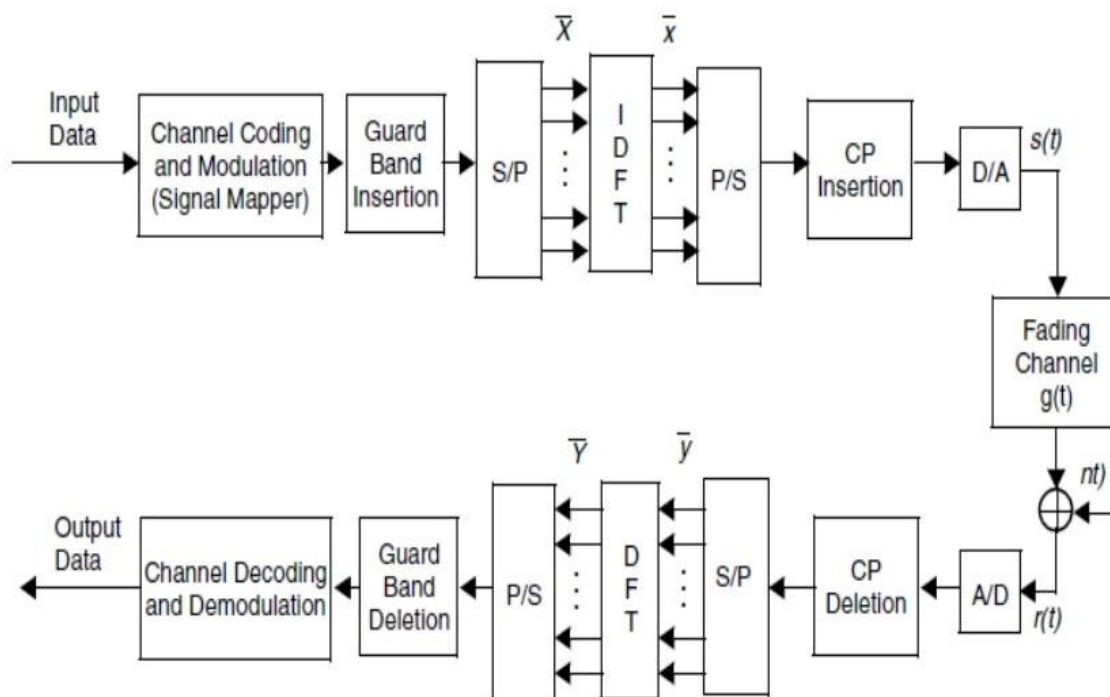 Input
Data
Channel Coding
and Modulation
(Signal Mapper)
Guard
Band
Insertion
S/P
X
I
D
F
T
x
P/S
CP
Insertion
D/A
s(t)
Fading
Channel
g(t)
nt)
r(t)
A/D
CP
Deletion
S/P
y
D
F
T
Y
P/S
Guard
Band
Deletion
Channel Decoding
and Demodulation
Output
Data